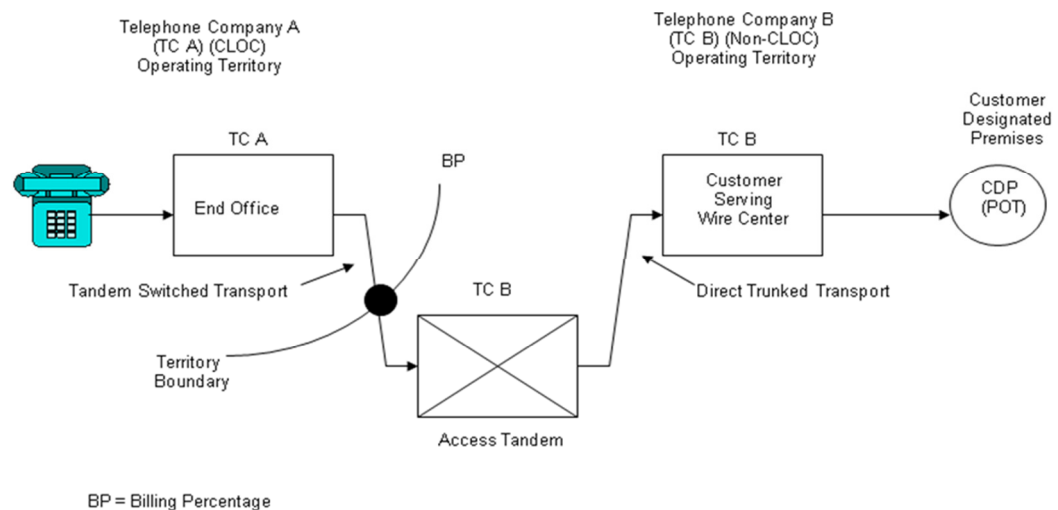 Telephone Company A
(TC A) (CLOC)
Operating Territory
Telephone Company B
(TC B) (Non-CLOC)
Operating Territory
Customer
Designated
Premises
TC A
BP
TC B
End Office
Customer
Serving
Wire Center
CDP
(POT)
Tandem Switched Transport
TC B
Direct Trunked Transport
Territory
Boundary
Access Tandem
BP = Billing Percentage